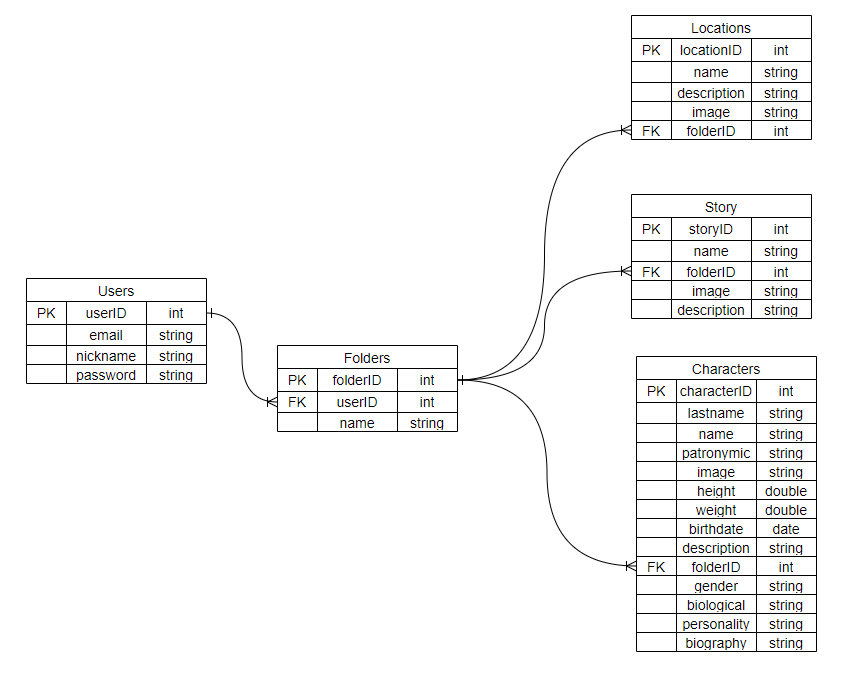 Locations
PK locationID int
name string
description string
image string
FK folderID int
Story
PK storyID int
name string
FK folderID int
image string
description string
Users
PK userID int
email string
nickname string
password string
Folders
PK folderID int
FK userID int
name string
Characters
PK characterID int
lastname string
name string
patronymic string
image string
height double
weight double
birthdate date
description string
FK folderID int
gender string
biological string
personality string
biography string